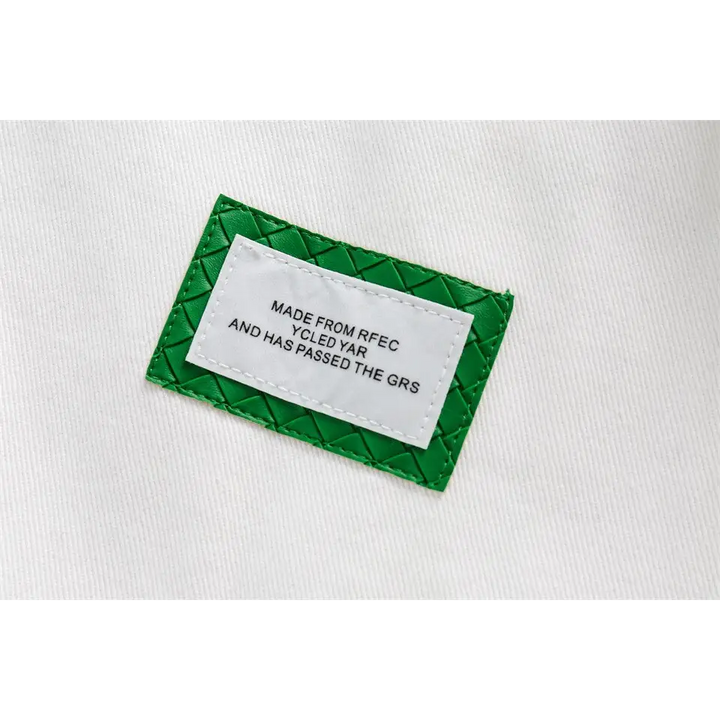 MADE FROM RFEC
YCLED YAR
AND HAS PASSED THE GRS